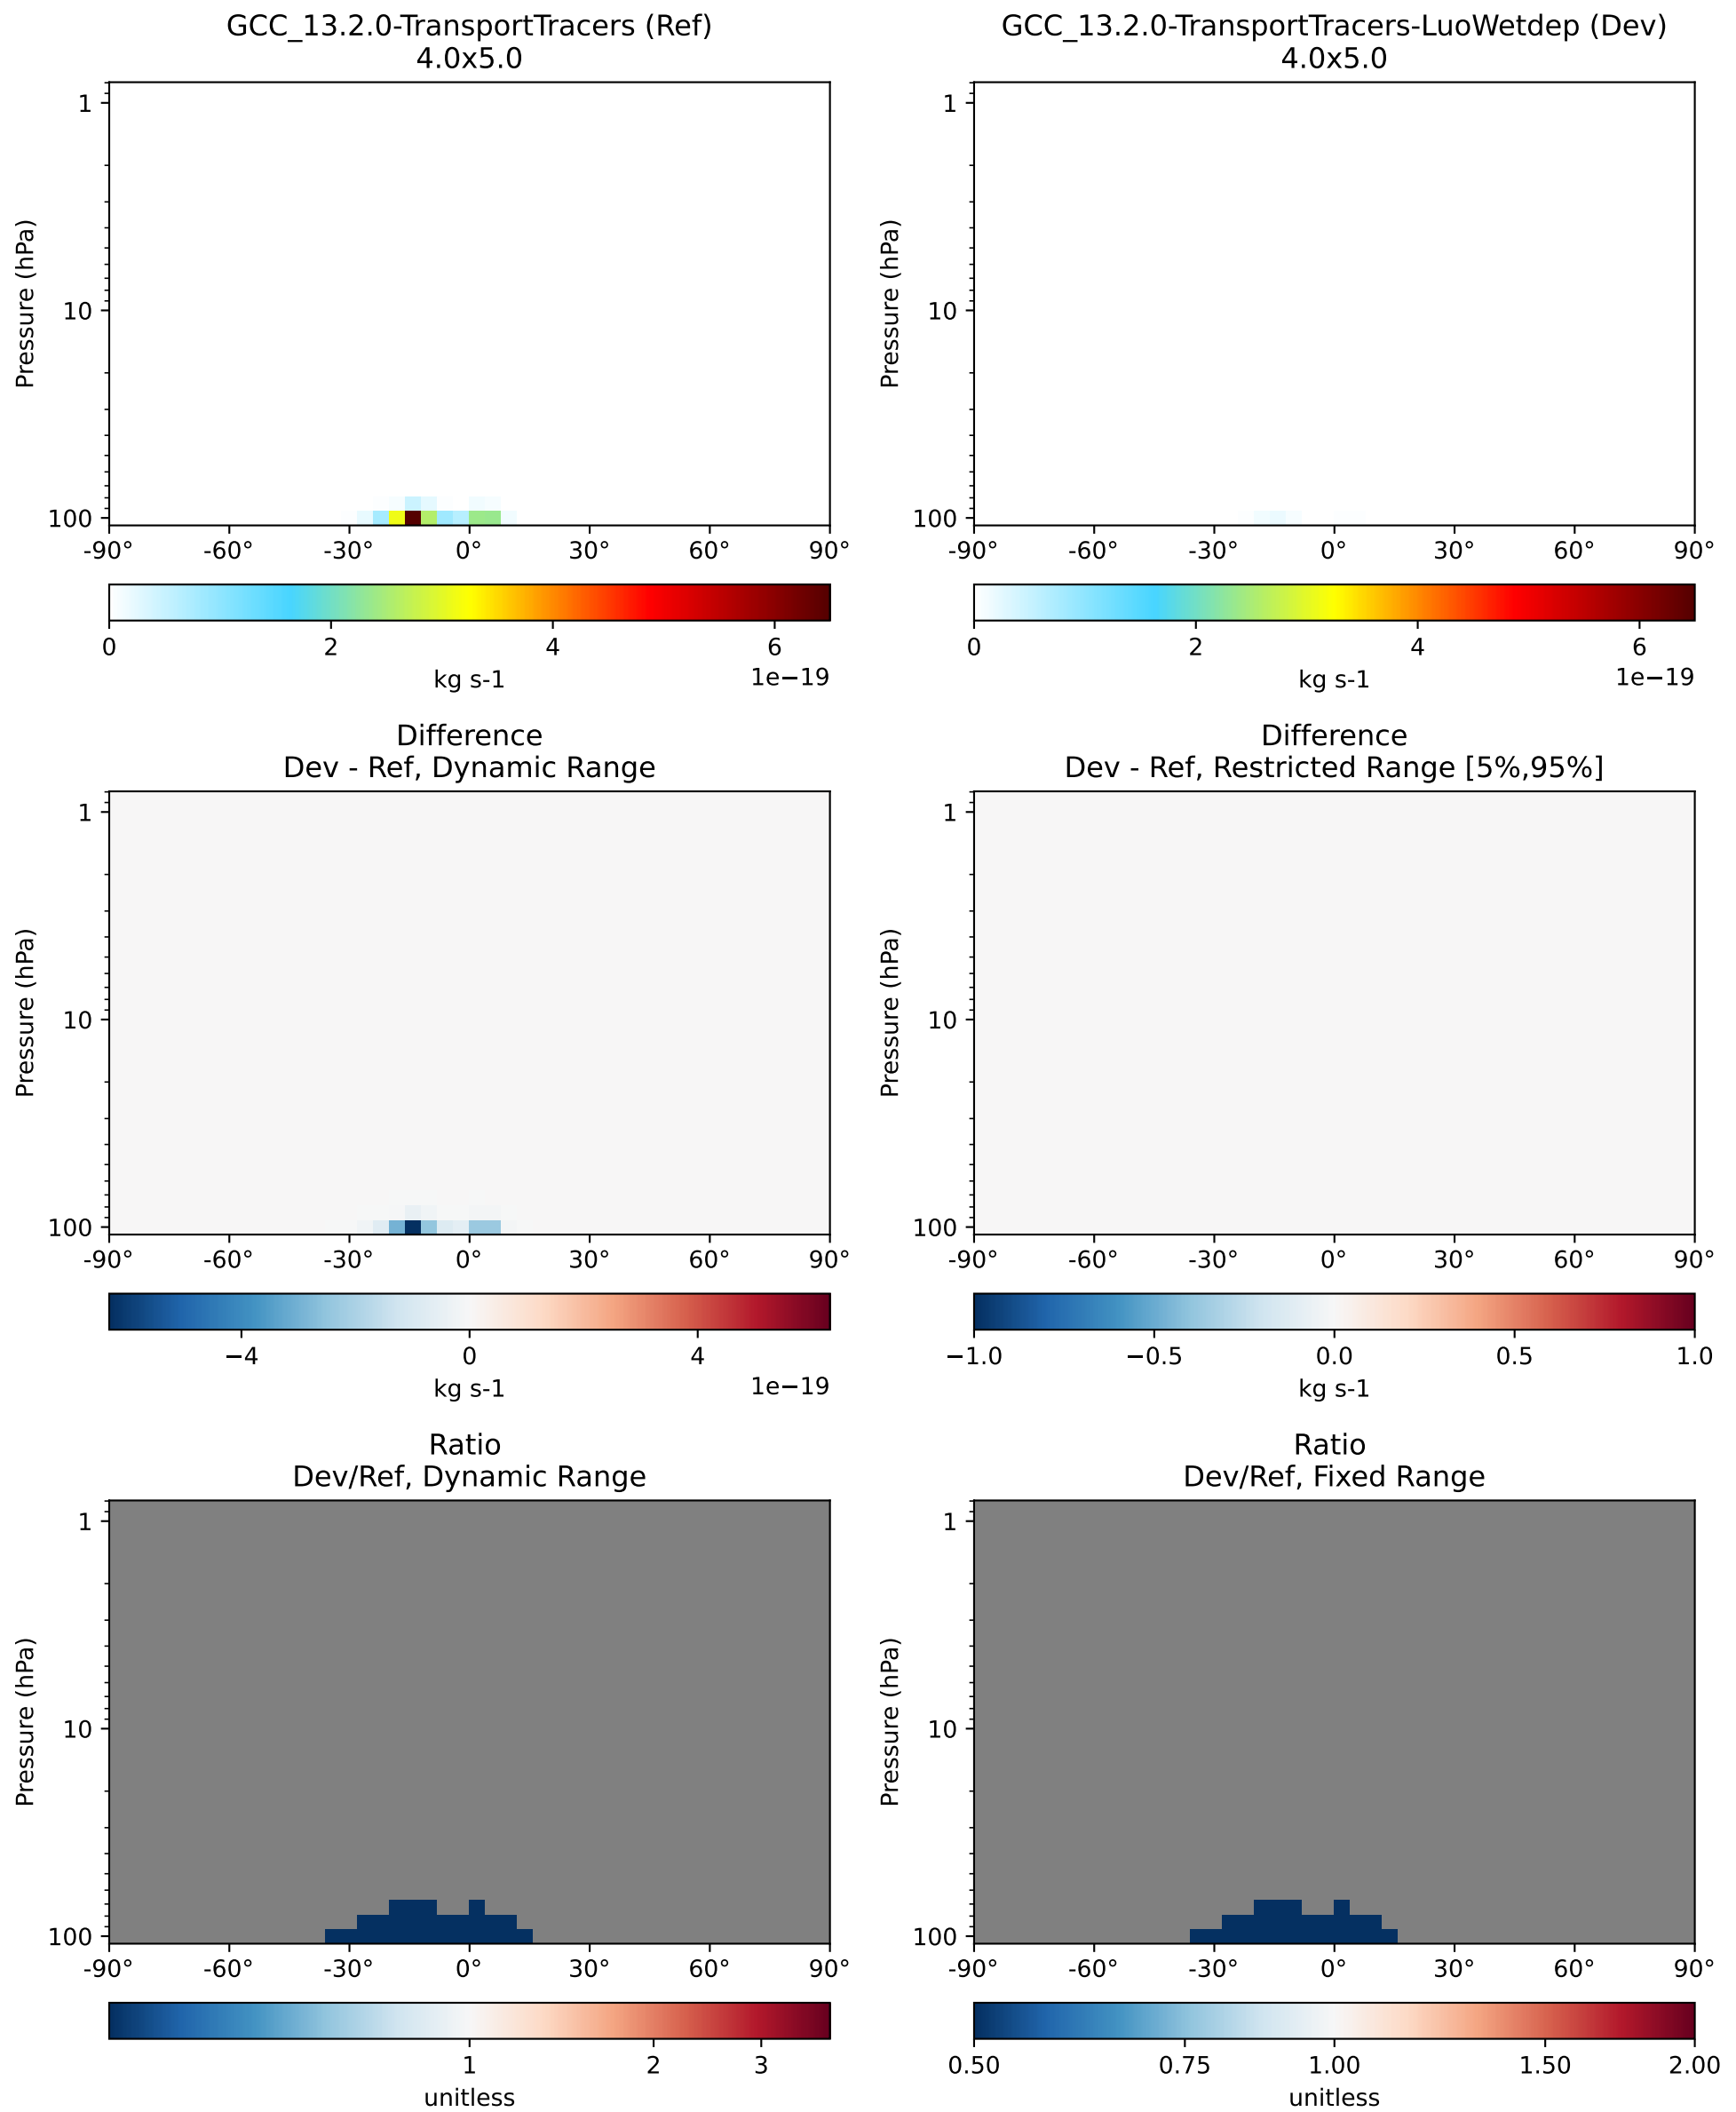 GCC_13.2.0-TransportTracers (Ref)
4.0x5.0
Pressure (hPa)
1
10
100
-90° -60° -30° 0° 30° 60° 90°
0 2 4 6
kg s-1
1e−19
GCC_13.2.0-TransportTracers-LuoWetdep (Dev)
4.0x5.0
Pressure (hPa)
1
10
100
-90° -60° -30° 0° 30° 60° 90°
0 2 4 6
kg s-1
1e−19
Difference
Dev - Ref, Dynamic Range
Pressure (hPa)
1
10
100
-90° -60° -30° 0° 30° 60° 90°
−4 0 4
kg s-1
1e−19
Difference
Dev - Ref, Restricted Range [5%,95%]
Pressure (hPa)
1
10
100
-90° -60° -30° 0° 30° 60° 90°
−1.0 −0.5 0.0 0.5 1.0
kg s-1
Ratio
Dev/Ref, Dynamic Range
Pressure (hPa)
1
10
100
-90° -60° -30° 0° 30° 60° 90°
1 2 3
unitless
Ratio
Dev/Ref, Fixed Range
Pressure (hPa)
1
10
100
-90° -60° -30° 0° 30° 60° 90°
0.50 0.75 1.00 1.50 2.00
unitless